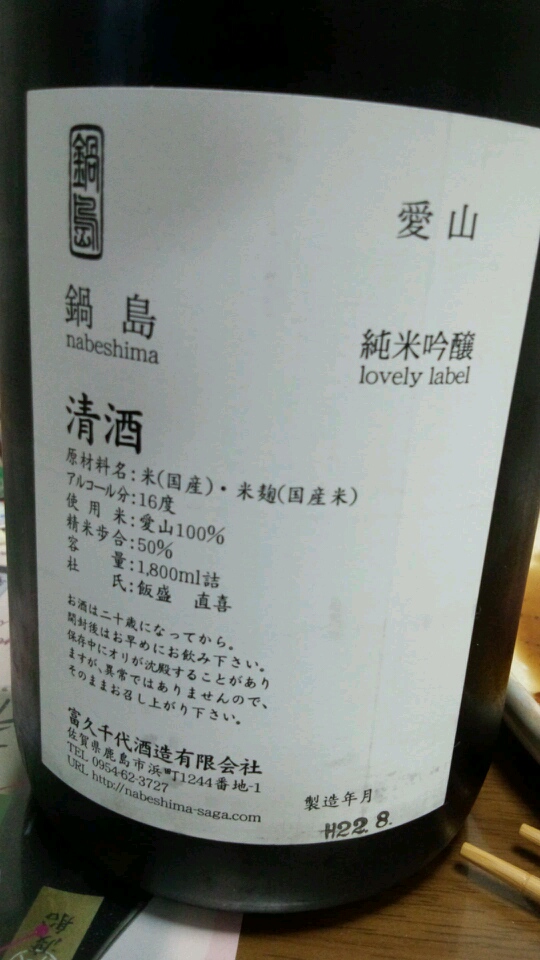 鍋島
愛山
鍋島
nabeshima
純米吟醸
lovely label
清酒
原材料名:米(国産)・米麹(国産米)
アルコール分:16度
使用米:愛山100%
精米歩合:50%
容量:1,800ml詰
杜氏:飯盛 直喜
お酒は二十歳になってから。
開封後はお早めにお飲み下さい。
保存中にオリが沈殿することがあり
ますが、異常ではありませんので、
そのままお召し上がり下さい。
富久千代酒造有限会社
佐賀県鹿島市浜町1244番地-1
TEL 0954-62-3727
URL http://nabeshima-saga.com
製造年月
H22.8.